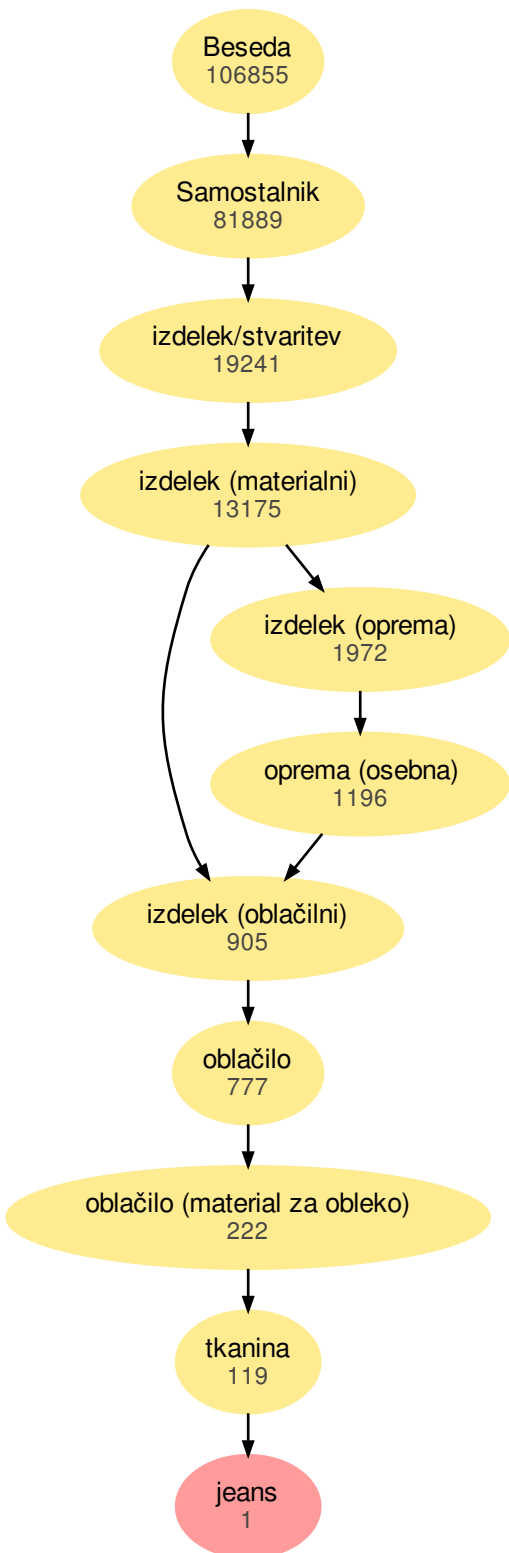 Beseda
106855
Samostalnik
81889
izdelek/stvaritev
19241
izdelek (materialni)
13175
izdelek (oprema)
1972
oprema (osebna)
1196
izdelek (oblačilni)
905
oblačilo
777
oblačilo (material za obleko)
222
tkanina
119
jeans
1